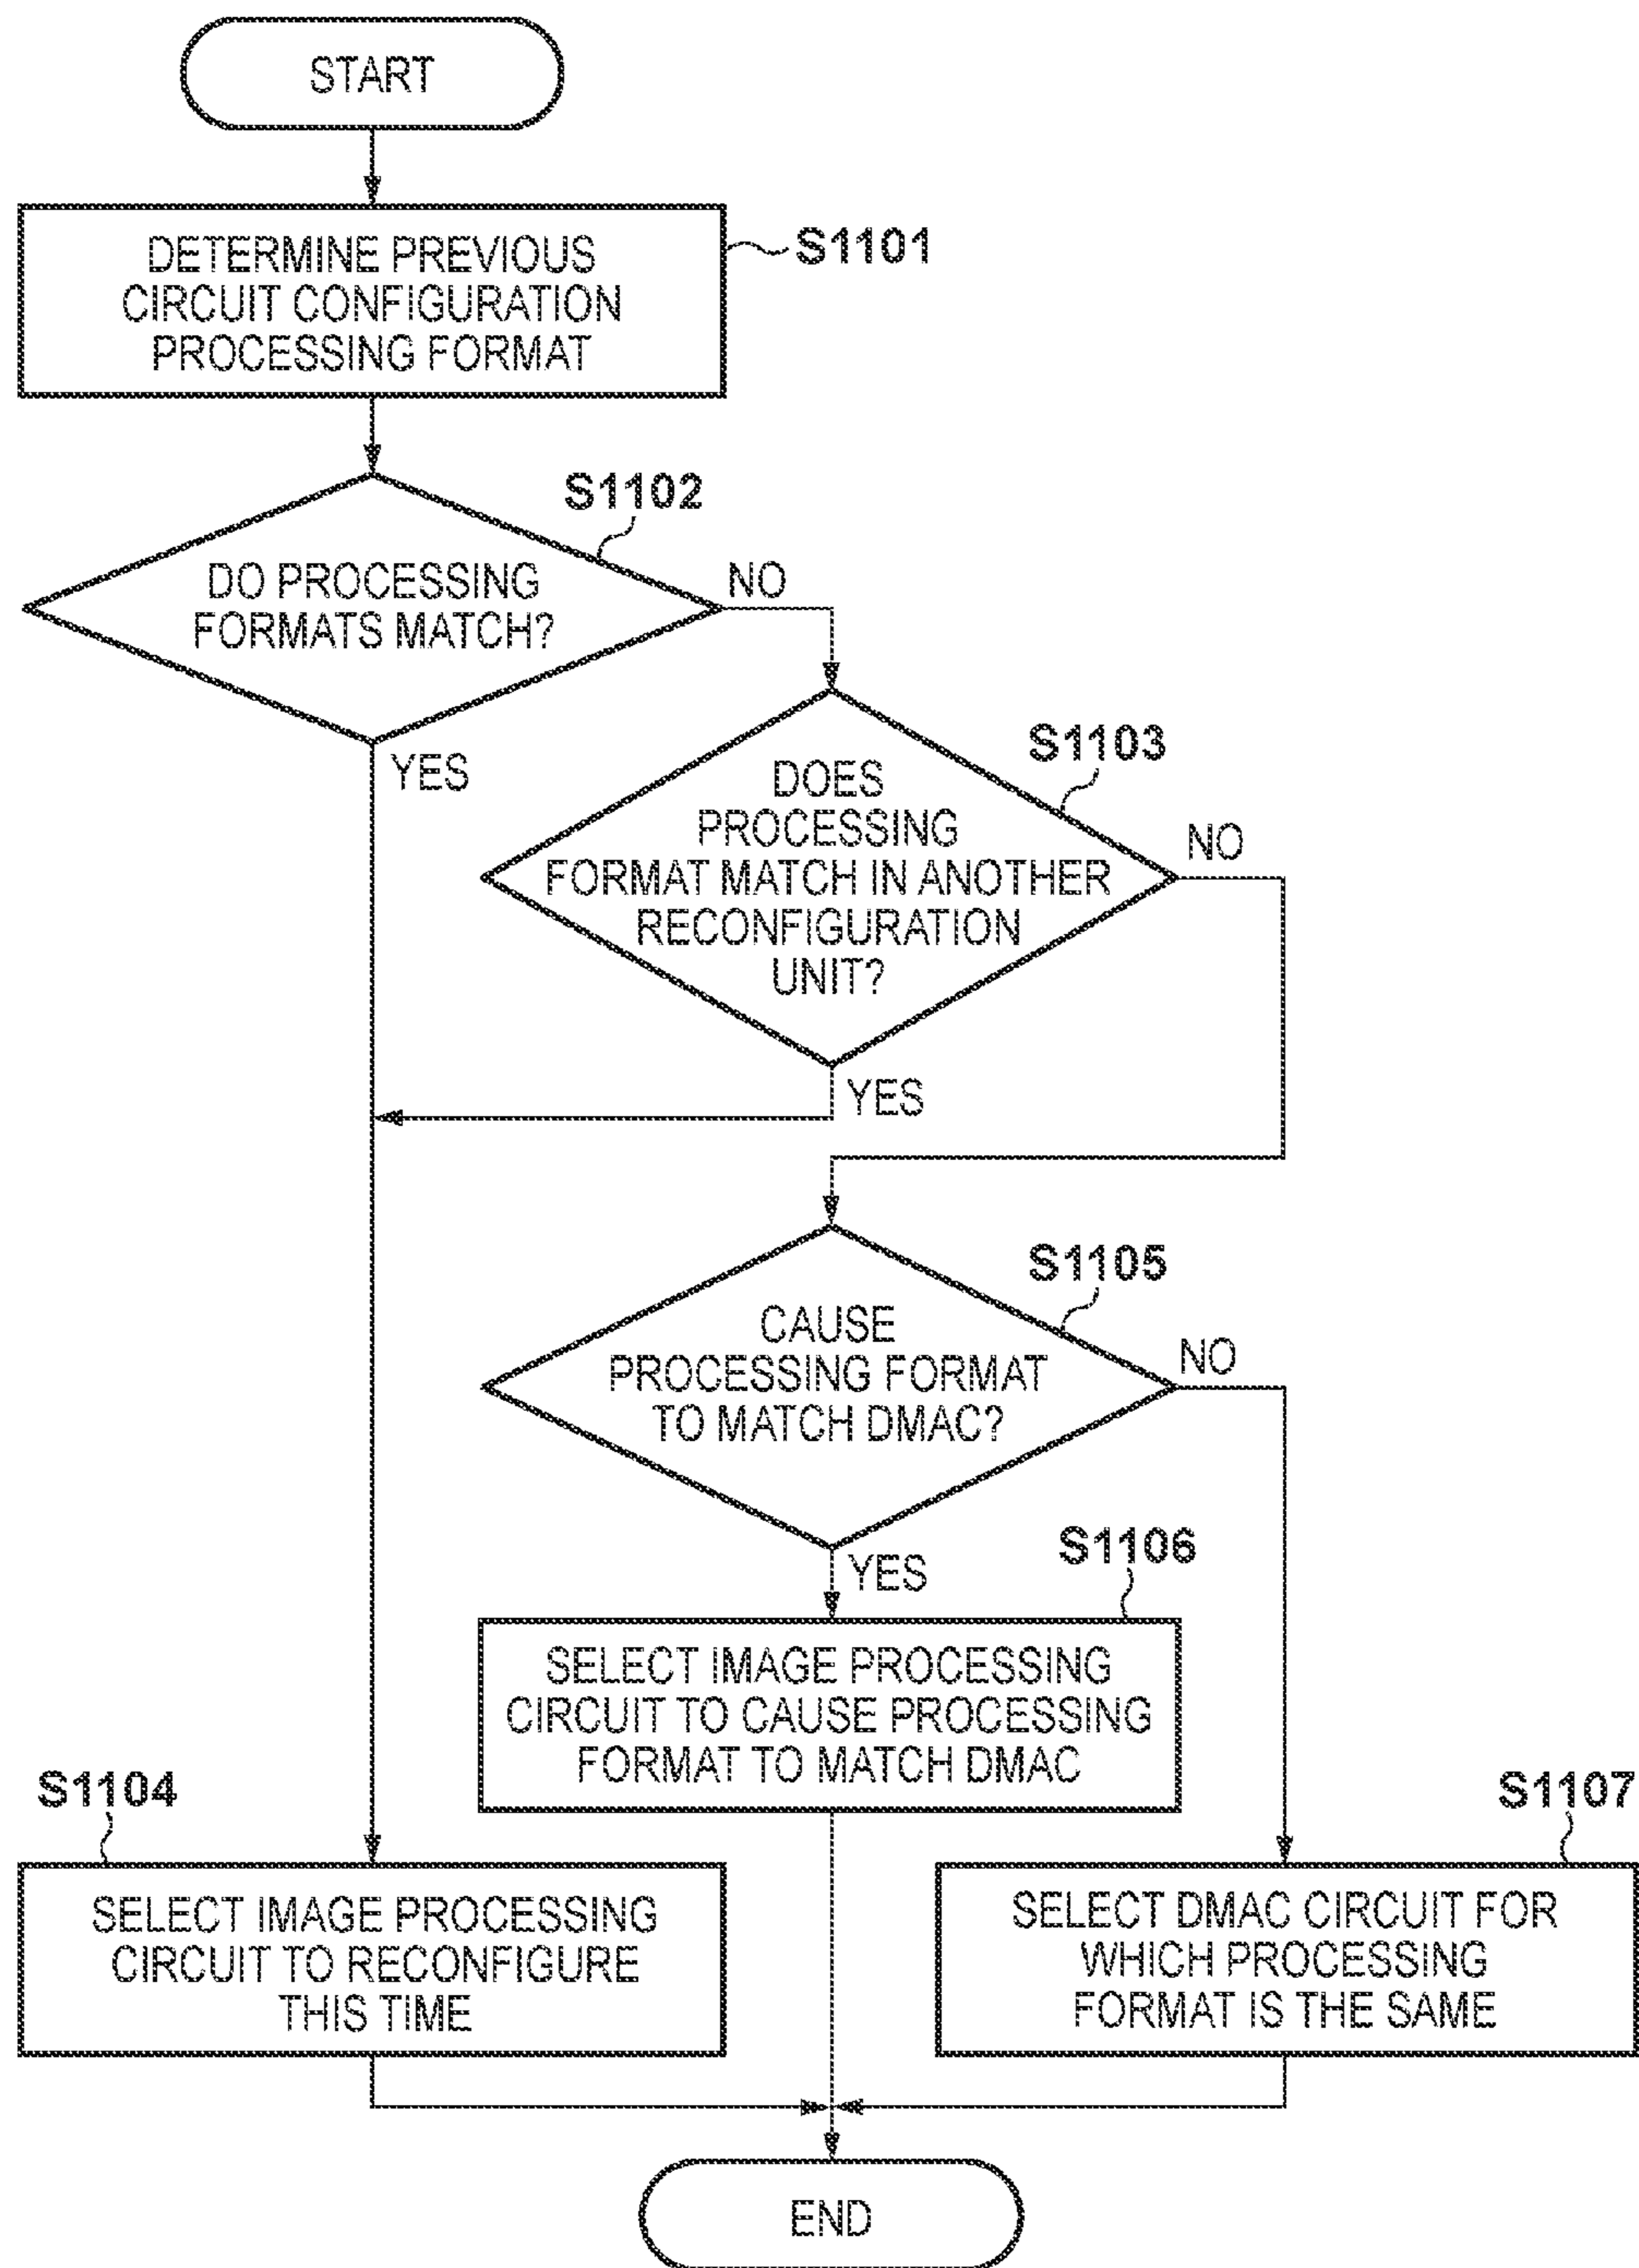 START
DETERMINE PREVIOUS
CIRCUIT CONFIGURATION
PROCESSING FORMAT
S1101
S1102
DO PROCESSING
FORMATS MATCH?
NO
YES
S1103
DOES
PROCESSING
FORMAT MATCH IN ANOTHER
RECONFIGURATION
UNIT?
NO
YES
S1105
CAUSE
PROCESSING FORMAT
TO MATCH DMAC?
NO
YES
S1106
SELECT IMAGE PROCESSING
CIRCUIT TO CAUSE PROCESSING
FORMAT TO MATCH DMAC
S1104
SELECT IMAGE PROCESSING
CIRCUIT TO RECONFIGURE
THIS TIME
S1107
SELECT DMAC CIRCUIT FOR
WHICH PROCESSING
FORMAT IS THE SAME
END